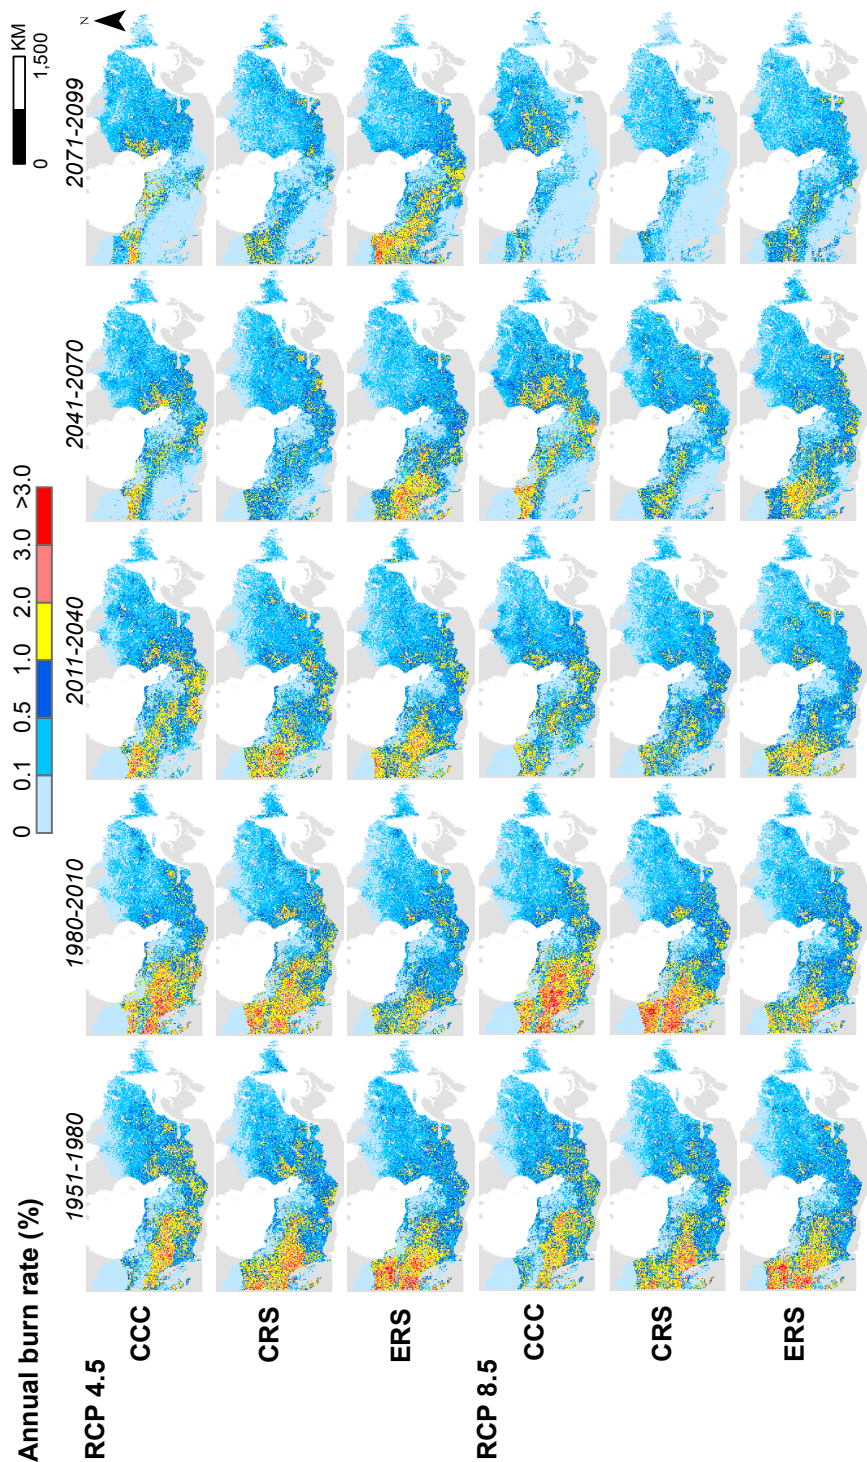 Annual burn rate (%)
0 0.1 0.5 1.0 2.0 3.0 >3.0
0 1,500
KM
N
1951-1980 1980-2010 2011-2040 2041-2070 2071-2099
RCP 4.5
CCC
CRS
ERS
RCP 8.5
CCC
CRS
ERS